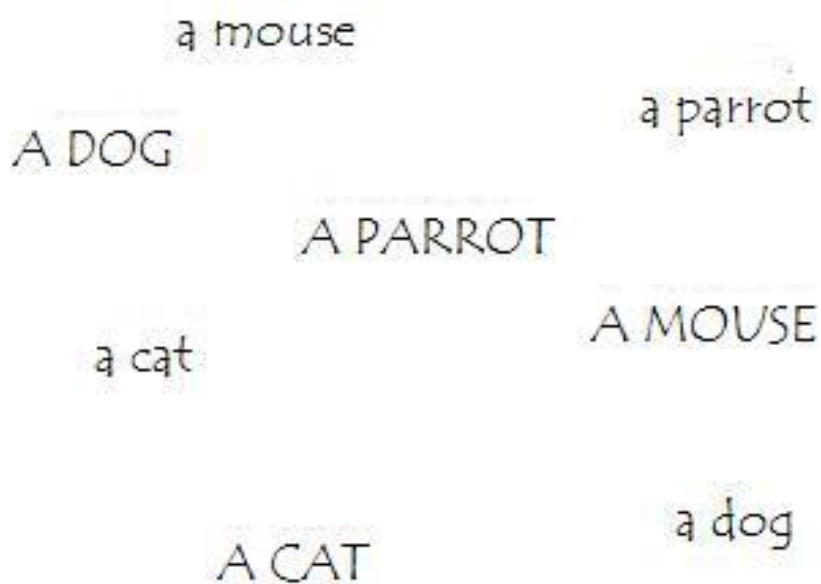 a mouse
a parrot
A DOG
A PARROT
A MOUSE
a cat
a dog
A CAT